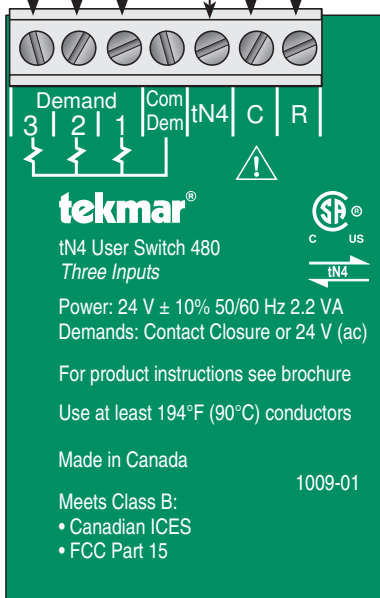 Demand Com
3 2 1 Dem tN4 C R
tekmar®
SA ®
C US
tN4 User Switch 480
Three Inputs
tN4
Power: 24 V ± 10% 50/60 Hz 2.2 VA
Demands: Contact Closure or 24 V (ac)
For product instructions see brochure
Use at least 194°F (90°C) conductors
Made in Canada
1009-01
Meets Class B:
• Canadian ICES
• FCC Part 15